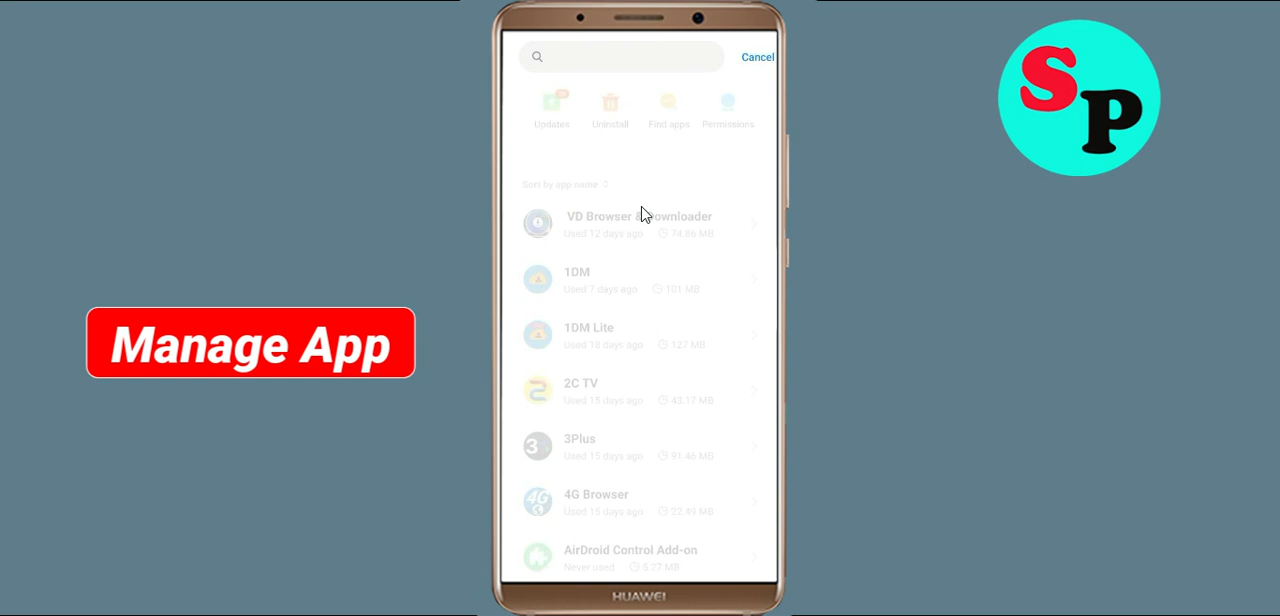 SP
Cancel
Updates Uninstall Find apps Permissions
Sort by app name
VD Browser & Downloader
Used 12 days ago 74.86 MB
1DM
Used 7 days ago 101 MB
1DM Lite
Used 18 days ago 127 MB
2C TV
Used 15 days ago 43.17 MB
3
3Plus
Used 15 days ago 91.46 MB
4G
4G Browser
Used 15 days ago 22.49 MB
AirDroid Control Add-on
Never used 5.27 MB
HUAWEI
Manage App